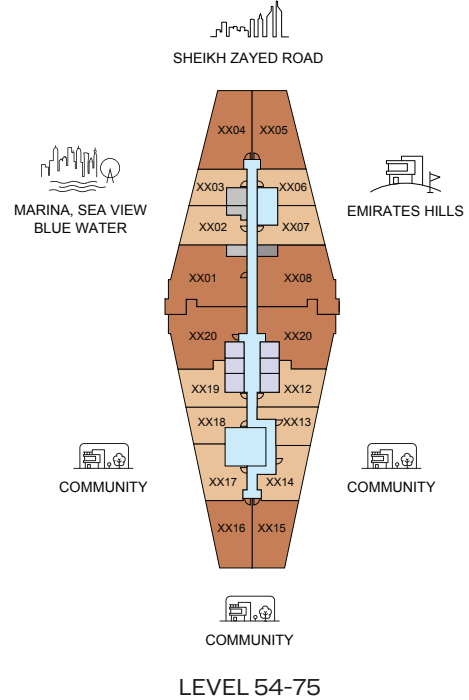 SHEIKH ZAYED ROAD
XX04 XX05
XX03 XX06
MARINA, SEA VIEW
BLUE WATER
EMIRATES HILLS
XX02 XX07
XX01 XX08
XX20 XX20
XX19 XX12
XX18 XX13
XX17 XX14
COMMUNITY
COMMUNITY
XX16 XX15
COMMUNITY
LEVEL 54-75